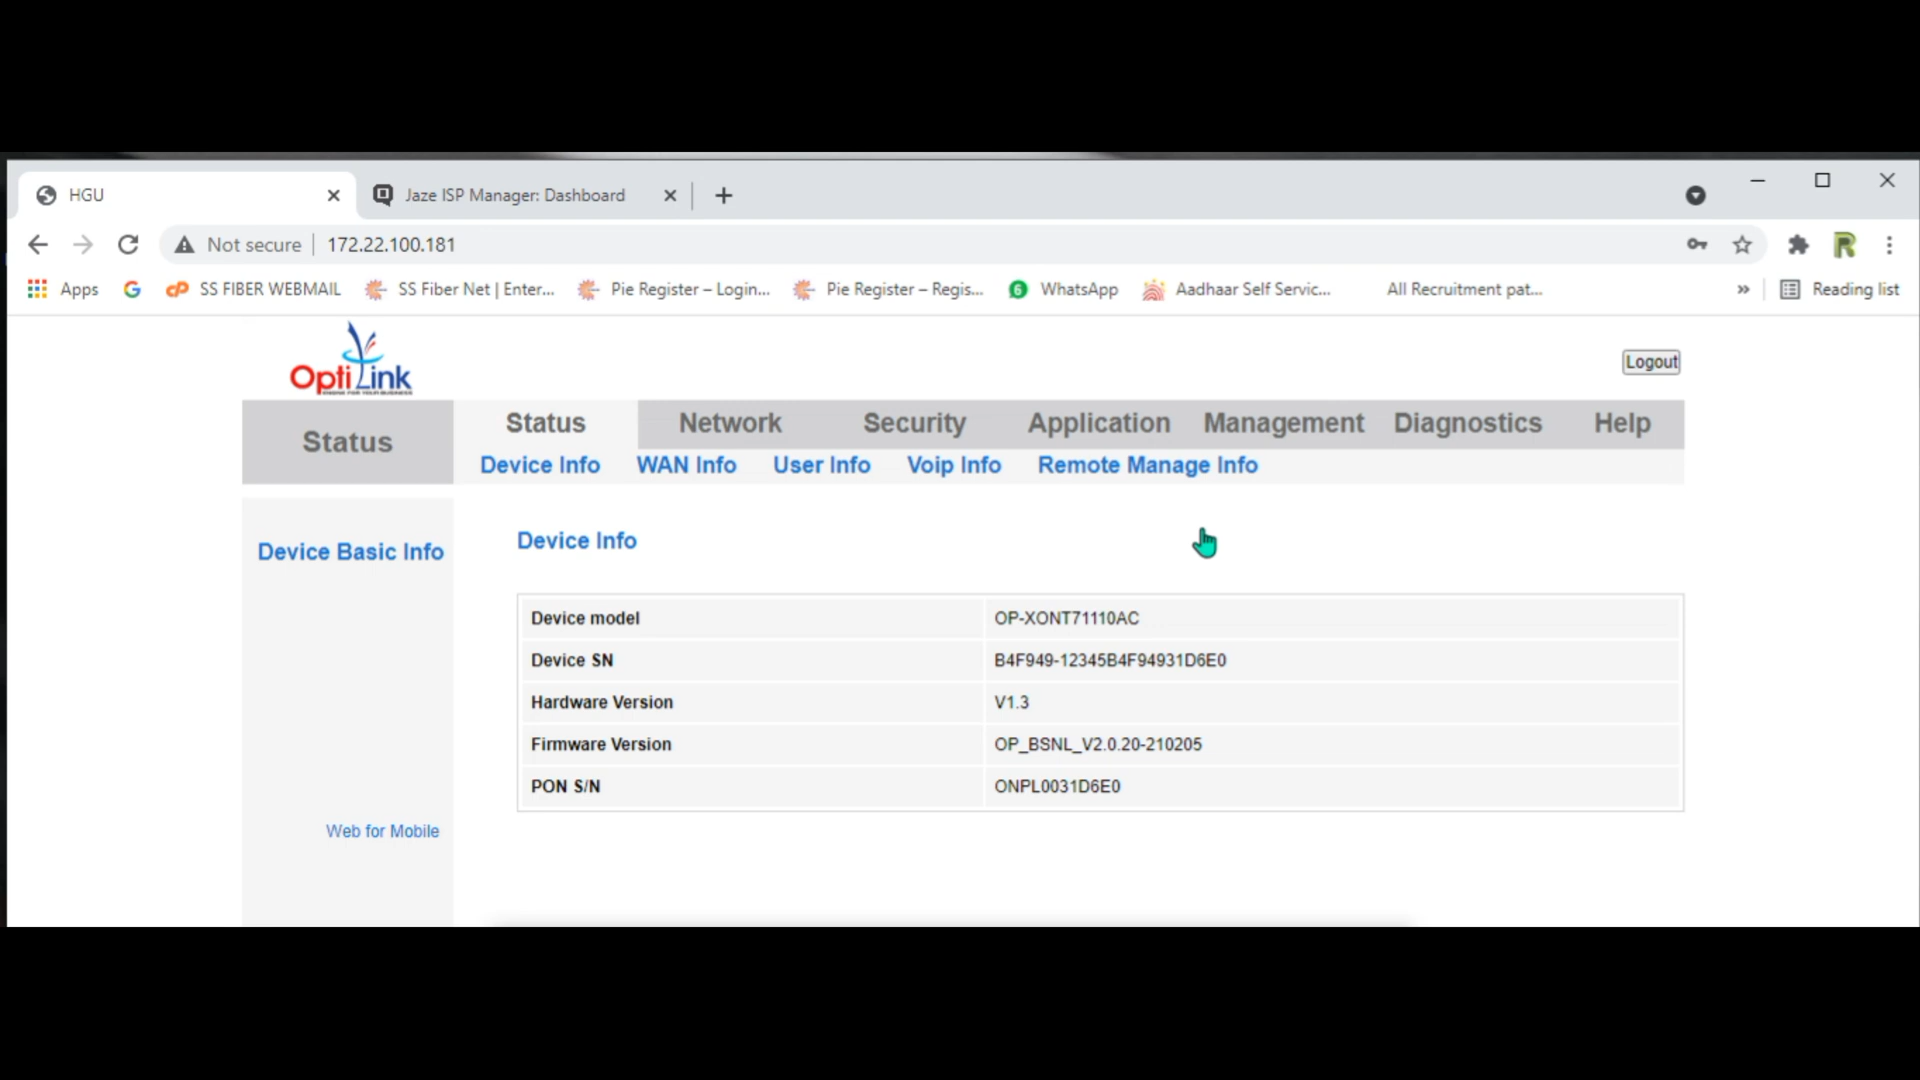 HGU
Jaze ISP Manager: Dashboard
Not secure 172.22.100.181
Apps SS FIBER WEBMAIL SS Fiber Net | Enter... Pie Register – Login... Pie Register – Regis... WhatsApp Aadhaar Self Servic... All Recruitment pat... » Reading list
OptiLink
Logout
Status
Status Network Security Application Management Diagnostics Help
Device Info WAN Info User Info Voip Info Remote Manage Info
Device Basic Info
Web for Mobile
Device Info
Device model OP-XONT71110AC
Device SN B4F949-12345B4F94931D6E0
Hardware Version V1.3
Firmware Version OP_BSNL_V2.0.20-210205
PON S/N ONPL0031D6E0